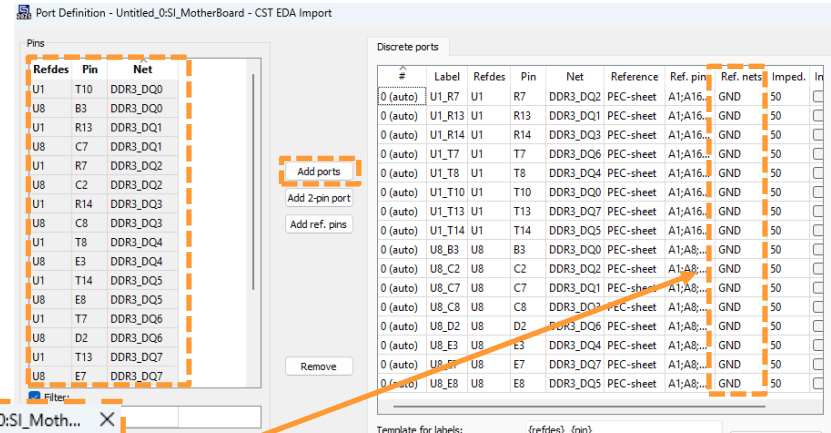 Port Definition - Untitled_0:SI_MotherBoard - CST EDA Import
Pins
Refdes Pin Net
U1 T10 DDR3_DQ0
U8 B3 DDR3_DQ0
U1 R13 DDR3_DQ1
U8 C7 DDR3_DQ1
U1 R7 DDR3_DQ2
U8 C2 DDR3_DQ2
U1 R14 DDR3_DQ3
U8 C8 DDR3_DQ3
U1 T8 DDR3_DQ4
U8 E3 DDR3_DQ4
U1 T14 DDR3_DQ5
U8 E8 DDR3_DQ5
U1 T7 DDR3_DQ6
U8 D2 DDR3_DQ6
U1 T13 DDR3_DQ7
U8 E7 DDR3_DQ7
Filter:
0:SI_Moth...
Add ports
Add 2-pin port
Add ref. pins
Remove
Discrete ports
# Label Refdes Pin Net Reference Ref. pin Ref. nets Imped. In
0 (auto) U1_R7 U1 R7 DDR3_DQ2 PEC-sheet A1;A16... GND 50
0 (auto) U1_R13 U1 R13 DDR3_DQ1 PEC-sheet A1;A16... GND 50
0 (auto) U1_R14 U1 R14 DDR3_DQ3 PEC-sheet A1;A16... GND 50
0 (auto) U1_T7 U1 T7 DDR3_DQ6 PEC-sheet A1;A16... GND 50
0 (auto) U1_T8 U1 T8 DDR3_DQ4 PEC-sheet A1;A16... GND 50
0 (auto) U1_T10 U1 T10 DDR3_DQ0 PEC-sheet A1;A16... GND 50
0 (auto) U1_T13 U1 T13 DDR3_DQ7 PEC-sheet A1;A16... GND 50
0 (auto) U1_T14 U1 T14 DDR3_DQ5 PEC-sheet A1;A16... GND 50
0 (auto) U8_B3 U8 B3 DDR3_DQ0 PEC-sheet A1;A8;... GND 50
0 (auto) U8_C2 U8 C2 DDR3_DQ2 PEC-sheet A1;A8;... GND 50
0 (auto) U8_C7 U8 C7 DDR3_DQ1 PEC-sheet A1;A8;... GND 50
0 (auto) U8_C8 U8 C8 DDR3_DQ3 PEC-sheet A1;A8;... GND 50
0 (auto) U8_D2 U8 D2 DDR3_DQ6 PEC-sheet A1;A8;... GND 50
0 (auto) U8_E3 U8 E3 DDR3_DQ4 PEC-sheet A1;A8;... GND 50
0 (auto) U8_E7 U8 E7 DDR3_DQ7 PEC-sheet A1;A8;... GND 50
0 (auto) U8_E8 U8 E8 DDR3_DQ5 PEC-sheet A1;A8;... GND 50
Template for labels: {refdes}_{pin}